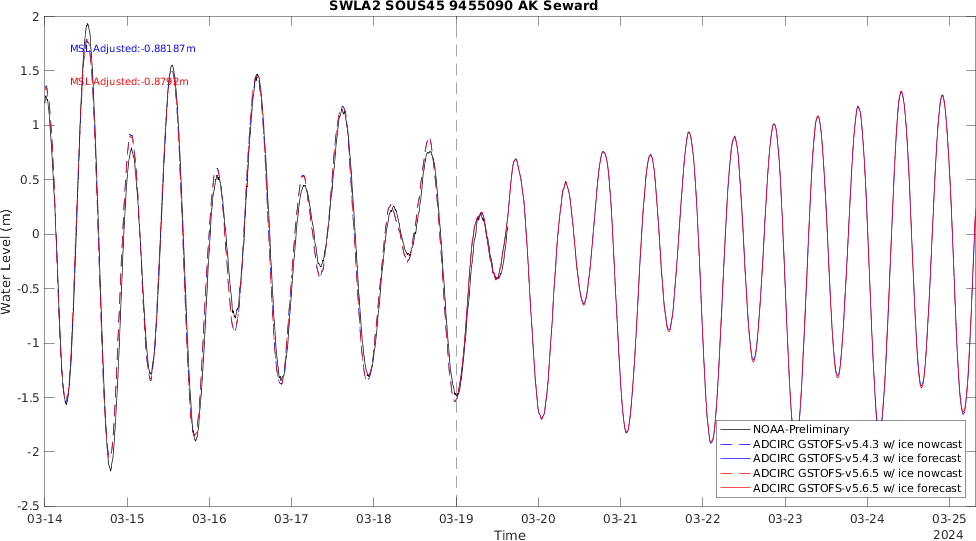 SWLA2 SOUS45 9455090 AK Seward
MSL Adjusted:-0.88187m
MSL Adjusted:-0.8792m
Water Level (m)
2
1.5
1
0.5
0
-0.5
-1
-1.5
-2
-2.5
NOAA-Preliminary
ADCIRC GSTOFS-v5.4.3 w/ ice nowcast
ADCIRC GSTOFS-v5.4.3 w/ ice forecast
ADCIRC GSTOFS-v5.6.5 w/ ice nowcast
ADCIRC GSTOFS-v5.6.5 w/ ice forecast
03-14 03-15 03-16 03-17 03-18 03-19 03-20 03-21 03-22 03-23 03-24 03-25
Time
2024